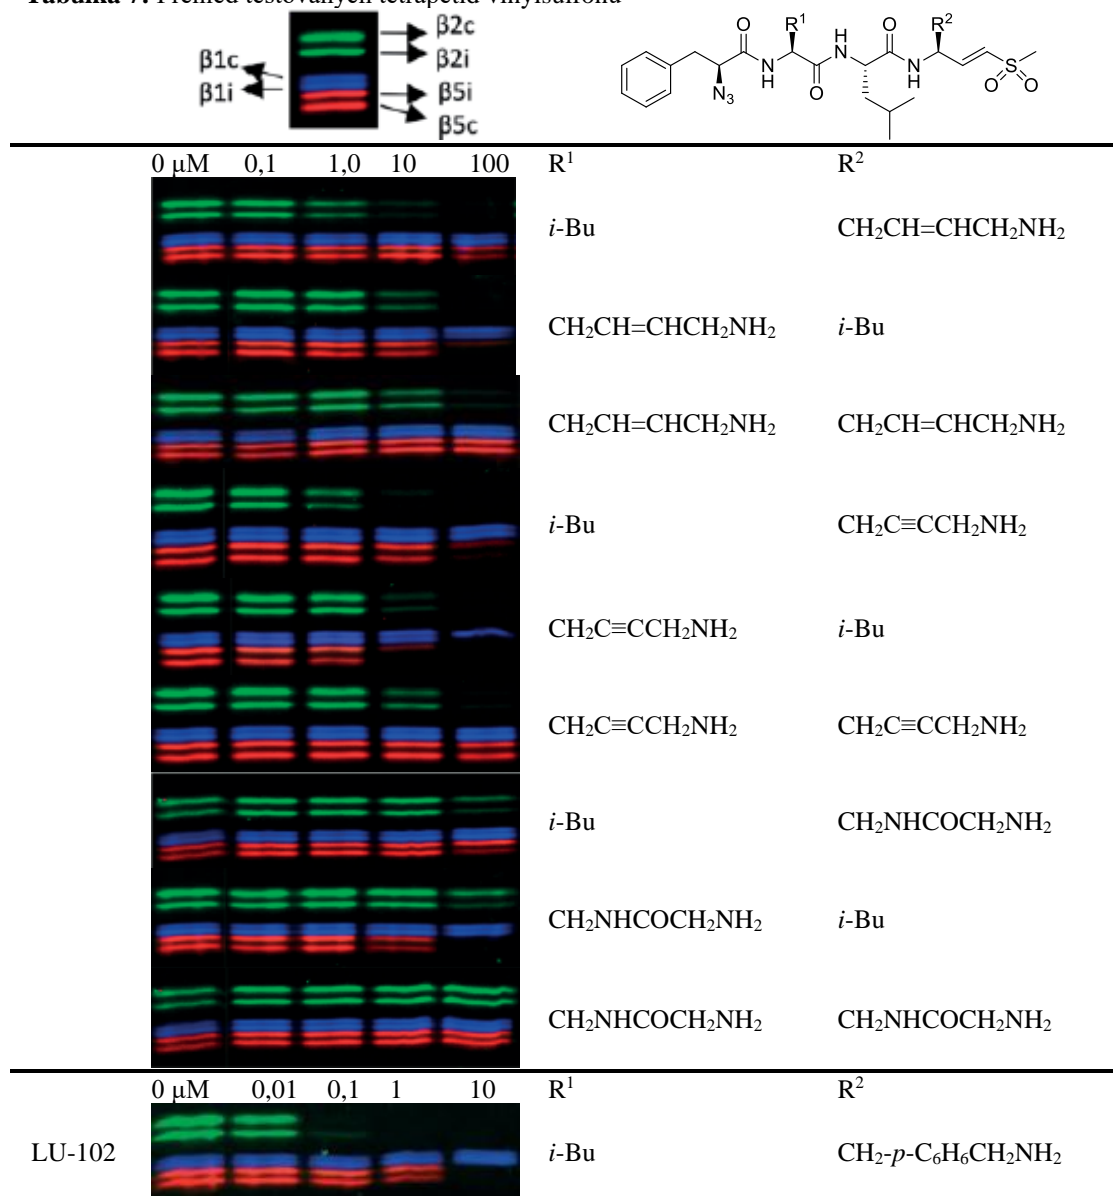 Tabulka 7: Přehled testovaných tetrapeptid vinylsulfonů
β2c
β2i
β1c
β1i
β5i
β5c
R¹
R²
O
H
N
O
NH
NH
N₃
O
S
O O
0 μM 0,1 1,0 10 100 R¹ R²
i-Bu CH₂CH=CHCH₂NH₂
CH₂CH=CHCH₂NH₂ i-Bu
CH₂CH=CHCH₂NH₂ CH₂CH=CHCH₂NH₂
i-Bu CH₂C≡CCH₂NH₂
CH₂C≡CCH₂NH₂ i-Bu
CH₂C≡CCH₂NH₂ CH₂C≡CCH₂NH₂
i-Bu CH₂NHCOCH₂NH₂
CH₂NHCOCH₂NH₂ i-Bu
CH₂NHCOCH₂NH₂ CH₂NHCOCH₂NH₂
0 μM 0,01 0,1 1 10 R¹ R²
LU-102 i-Bu CH₂-p-C₆H₆CH₂NH₂